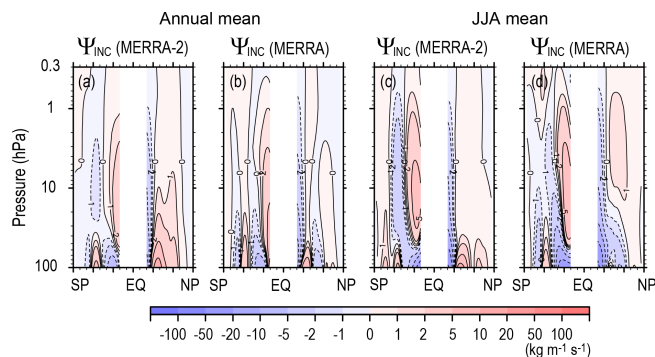 Annual mean
JJA mean
Ψ_INC (MERRA-2)
Ψ_INC (MERRA)
Ψ_INC (MERRA-2)
Ψ_INC (MERRA)
(a)
(b)
(c)
(d)
Pressure (hPa)
0.3
1
10
100
SP EQ NP
SP EQ NP
SP EQ NP
SP EQ NP
-100 -50 -20 -10 -5 -2 -1 0 1 2 5 10 20 50 100
(kg m⁻¹ s⁻¹)